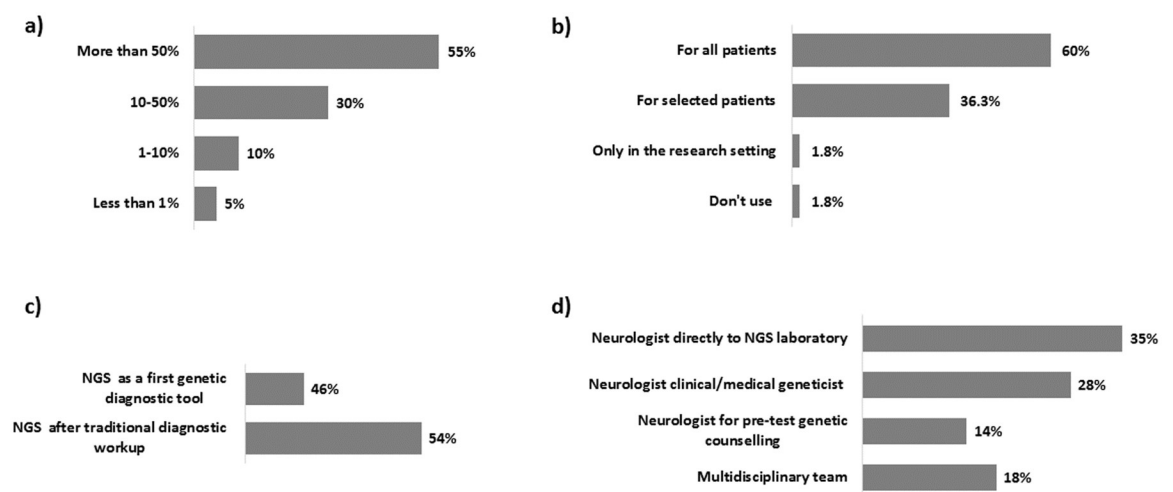 a)
More than 50% 55%
10-50% 30%
1-10% 10%
Less than 1% 5%
b)
For all patients 60%
For selected patients 36.3%
Only in the research setting 1.8%
Don't use 1.8%
c)
NGS as a first genetic
diagnostic tool
46%
NGS after traditional diagnostic
workup
54%
d)
Neurologist directly to NGS laboratory 35%
Neurologist clinical/medical geneticist 28%
Neurologist for pre-test genetic
counselling
14%
Multidisciplinary team 18%